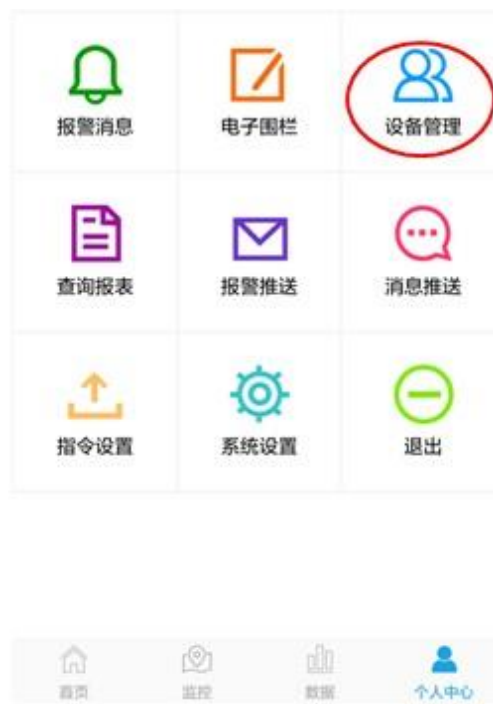 报警消息
电子围栏
设备管理
查询报表
报警推送
消息推送
指令设置
系统设置
退出
首页
监控
数据
个人中心